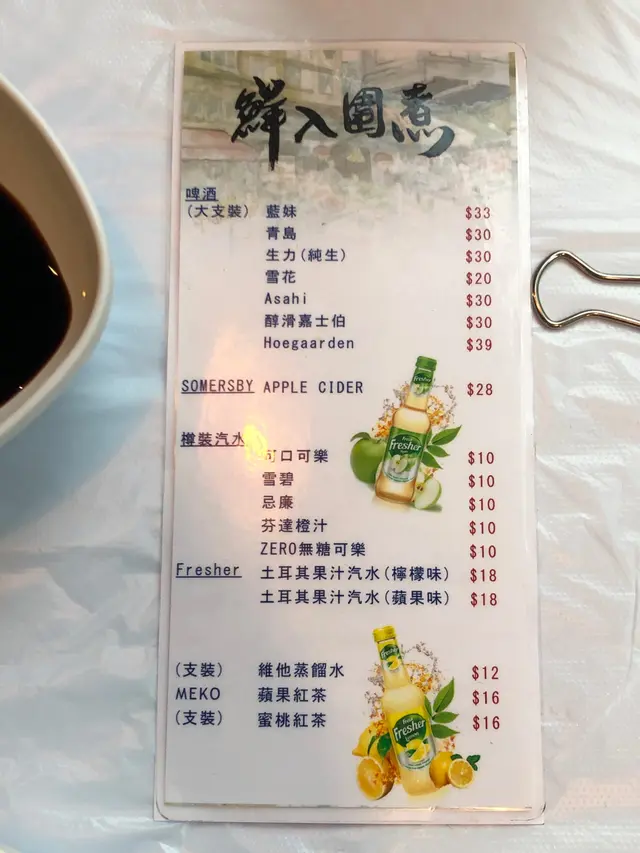 鮮入圍煮
啤酒
(大支裝) 藍妹 $33
青島 $30
生力(純生) $30
雪花 $20
Asahi $30
醇滑嘉士伯 $30
Hoegaarden $39
SOMERSBY APPLE CIDER $28
樽裝汽水
可口可樂 $10
雪碧 $10
忌廉 $10
芬達橙汁 $10
ZERO無糖可樂 $10
Fresher 土耳其果汁汽水(檸檬味) $18
土耳其果汁汽水(蘋果味) $18
(支裝) 維他蒸餾水 $12
MEKO 蘋果紅茶 $16
(支裝) 蜜桃紅茶 $16
Fresher
Fresher
Fresher
Fresher